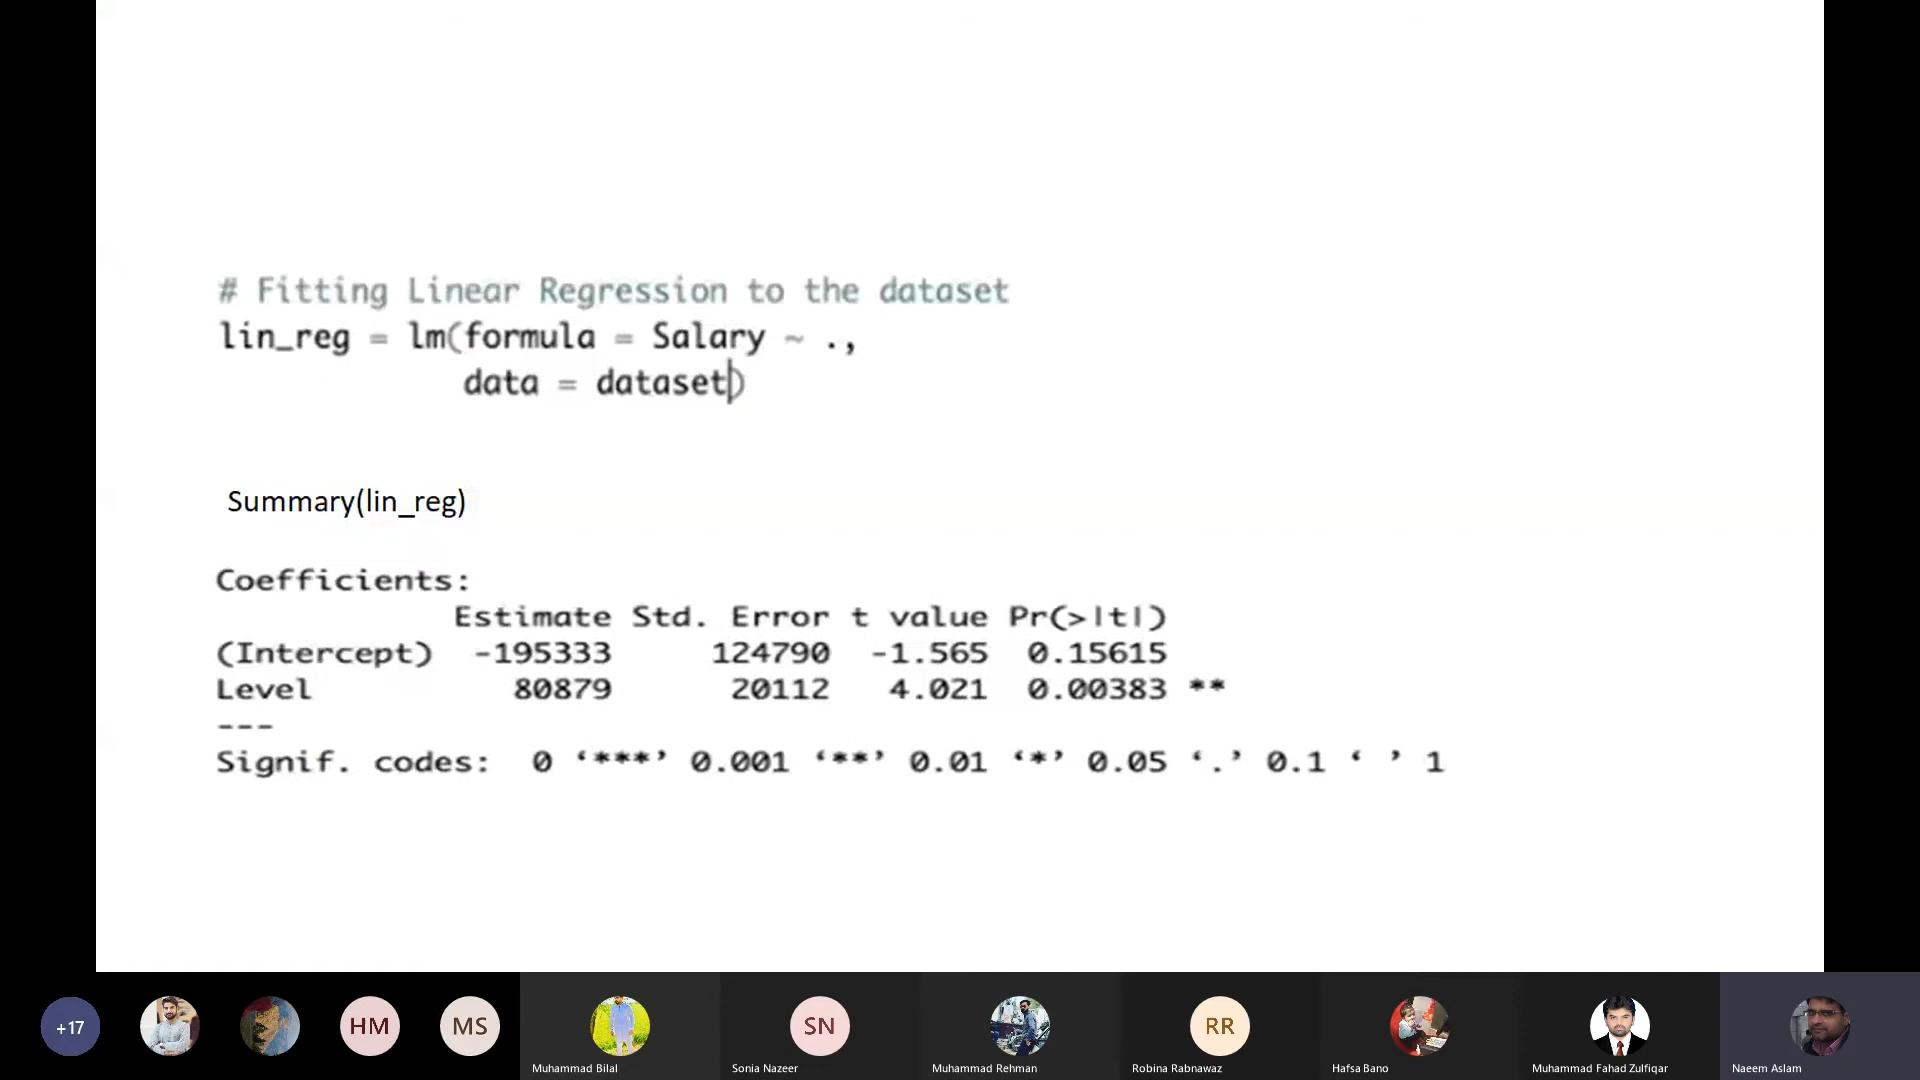 # Fitting Linear Regression to the dataset
lin_reg = lm(formula = Salary ~ .,
data = dataset)
Summary(lin_reg)
Coefficients:
Estimate Std. Error t value Pr(>|t|)
(Intercept) -195333 124790 -1.565 0.15615
Level 80879 20112 4.021 0.00383 **
---
Signif. codes: 0 ‘***’ 0.001 ‘**’ 0.01 ‘*’ 0.05 ‘.’ 0.1 ‘ ’ 1
+17 HM MS SN RR
Muhammad Bilal Sonia Nazeer Muhammad Rehman Robina Rabnawaz Hafsa Bano Muhammad Fahad Zulfiqar Naeem Aslam